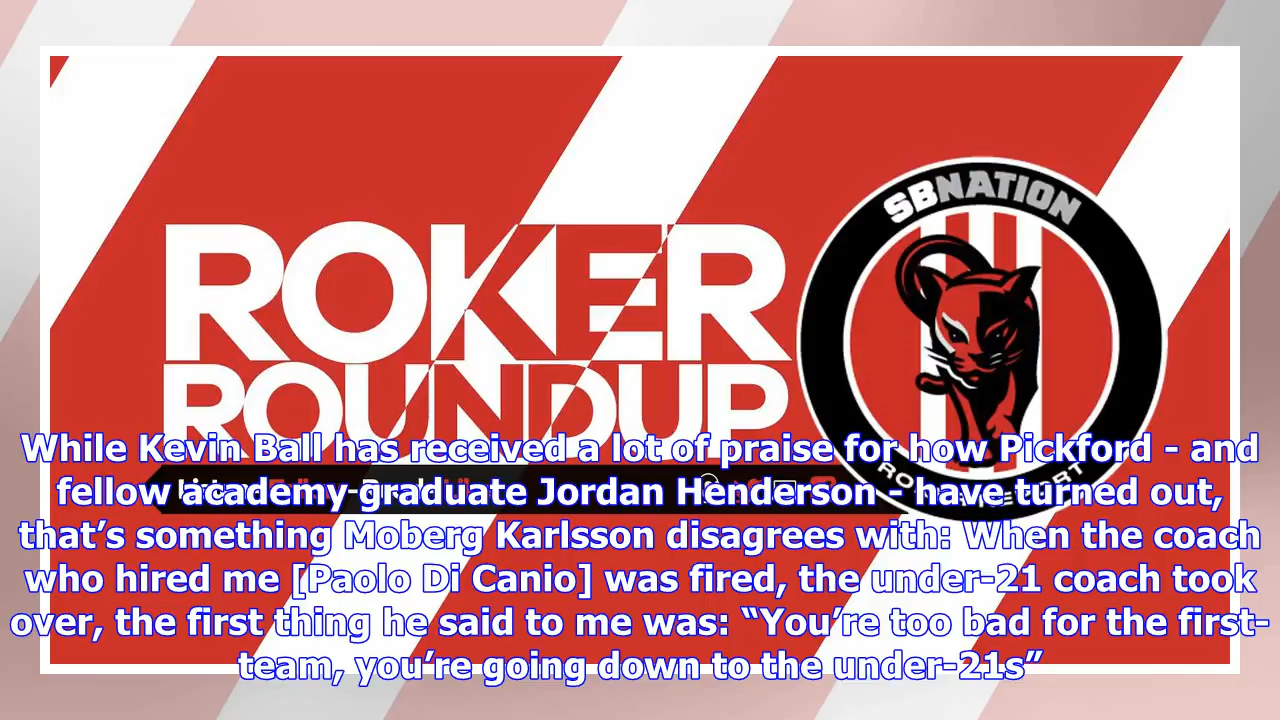 SBNATION
ROKER
ROUNDUP
While Kevin Ball has received a lot of praise for how Pickford - and
fellow academy graduate Jordan Henderson - have turned out,
that’s something Moberg Karlsson disagrees with: When the coach
who hired me [Paolo Di Canio] was fired, the under-21 coach took
over, the first thing he said to me was: “You’re too bad for the first-
team, you’re going down to the under-21s”